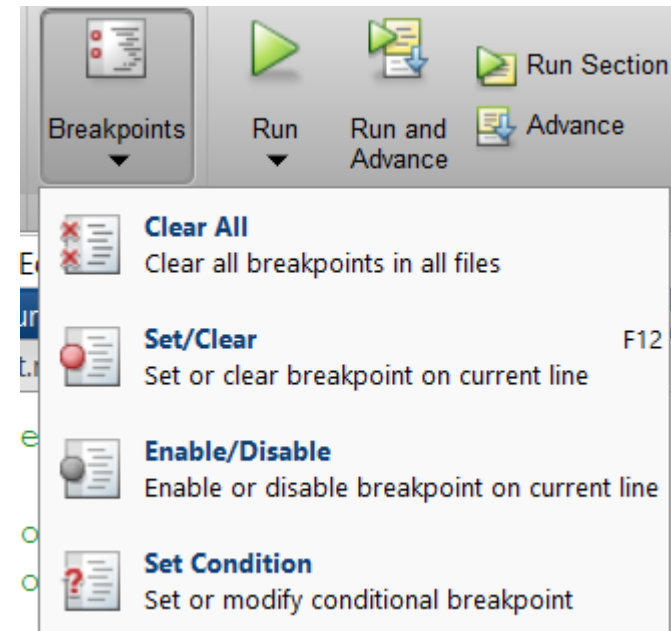 Breakpoints
Run
Run and
Advance
Run Section
Advance
Clear All
Clear all breakpoints in all files
Set/Clear F12
Set or clear breakpoint on current line
Enable/Disable
Enable or disable breakpoint on current line
Set Condition
Set or modify conditional breakpoint